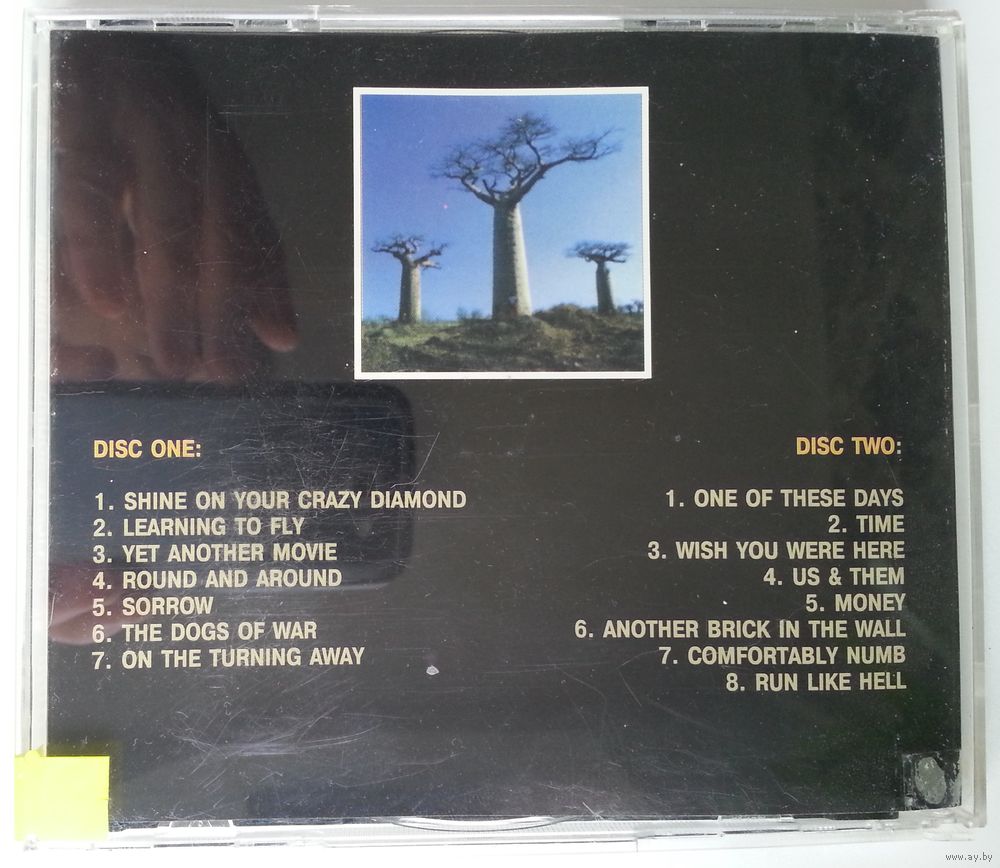 DISC ONE:
1. SHINE ON YOUR CRAZY DIAMOND
2. LEARNING TO FLY
3. YET ANOTHER MOVIE
4. ROUND AND AROUND
5. SORROW
6. THE DOGS OF WAR
7. ON THE TURNING AWAY
DISC TWO:
1. ONE OF THESE DAYS
2. TIME
3. WISH YOU WERE HERE
4. US & THEM
5. MONEY
6. ANOTHER BRICK IN THE WALL
7. COMFORTABLY NUMB
8. RUN LIKE HELL
www.ay.by